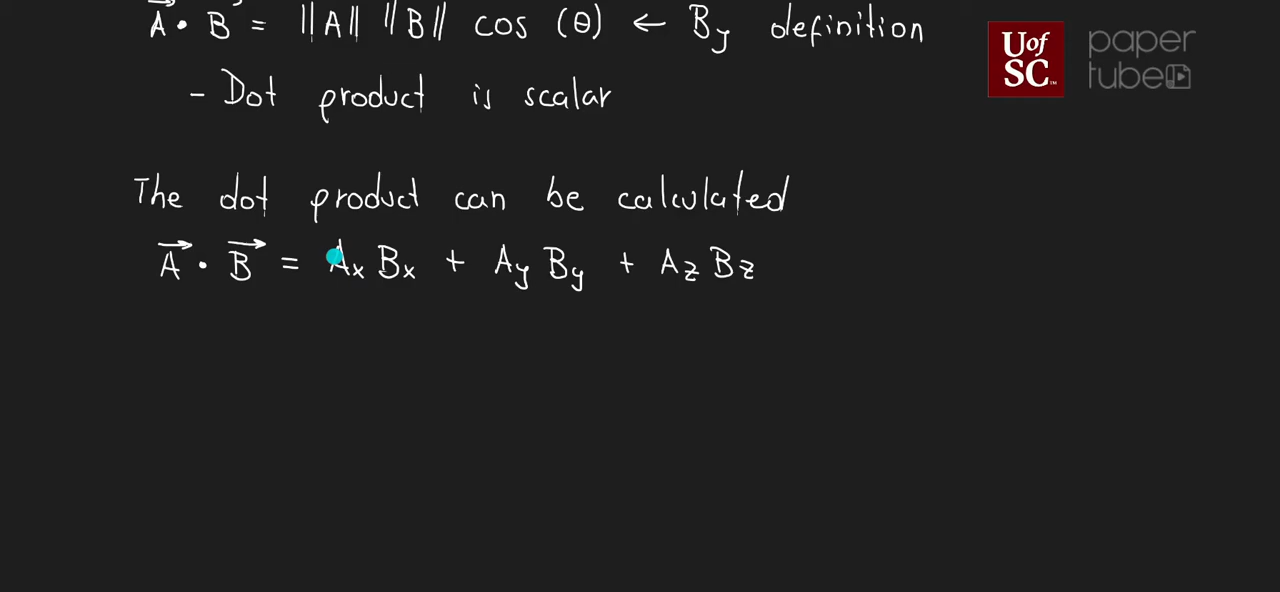 A · B = ||A|| ||B|| cos (θ) ← By definition
- Dot product is scalar
The dot product can be calculated
A · B = Ax Bx + Ay By + Az Bz
U of SC™
paper tube